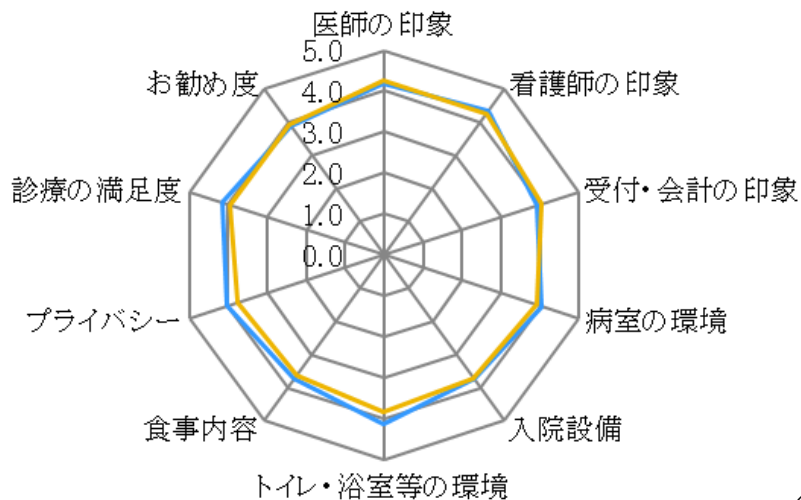 医師の印象
5.0
お勧め度
看護師の印象
4.0
3.0
診療の満足度
2.0
受付・会計の印象
1.0
0.0
プライバシー
病室の環境
食事内容
入院設備
トイレ・浴室等の環境